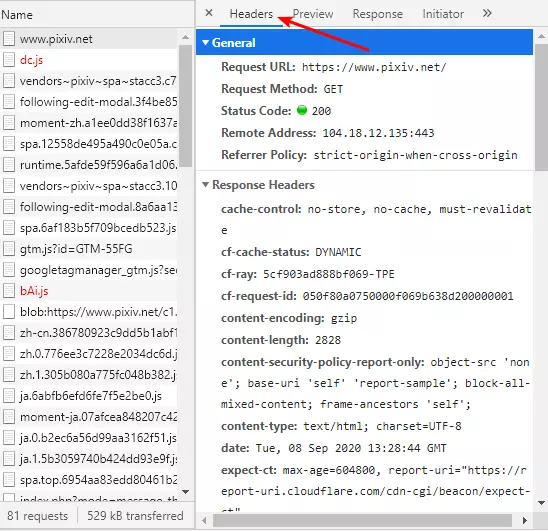 Name
www.pixiv.net
dc.js
vendors~pixiv~spa~stacc3.c7
following-edit-modal.3f4be85
moment-zh.a1ee0dd38f1637a
spa.12558de495a490c0e05a.
runtime.5afde59f596a6a1d06.
vendors~pixiv~spa~stacc3.10
following-edit-modal.8a6aa13
spa.6af183b5f709bcedb523.js
gtm.js?id=GTM-55FG
googletagmanager_gtm.js?sec
bAi.js
blob:https://www.pixiv.net/c1.
zh-cn.386780923c9dd5b1abf1
zh.0.776ee3c7228e2034dc6d.j
zh.1.305b080a775fc048b382.j
ja.6abfb6efd6fe7f5e2be0.js
moment-ja.07afcea848207c42
ja.0.b2ec6a56d99aa3162f51.js
ja.1.5b3059740b424dd93e9f.js
spa.top.6954aa83edd80461b2
index.php?mode=message_th
81 requests
529 kB transferred
Headers
Preview
Response
Initiator
General
Request URL: https://www.pixiv.net/
Request Method: GET
Status Code: 200
Remote Address: 104.18.12.135:443
Referrer Policy: strict-origin-when-cross-origin
Response Headers
cache-control: no-store, no-cache, must-revalidat
e
cf-cache-status: DYNAMIC
cf-ray: 5cf903ad888bf069-TPE
cf-request-id: 050f80a0750000f069b638d200000001
content-encoding: gzip
content-length: 2828
content-security-policy-report-only: object-src 'non
e'; base-uri 'self' 'report-sample'; block-all-
mixed-content; frame-ancestors 'self';
content-type: text/html; charset=UTF-8
date: Tue, 08 Sep 2020 13:28:44 GMT
expect-ct: max-age=604800, report-uri="https://r
eport-uri.cloudflare.com/cdn-cgi/beacon/expect-
ct"